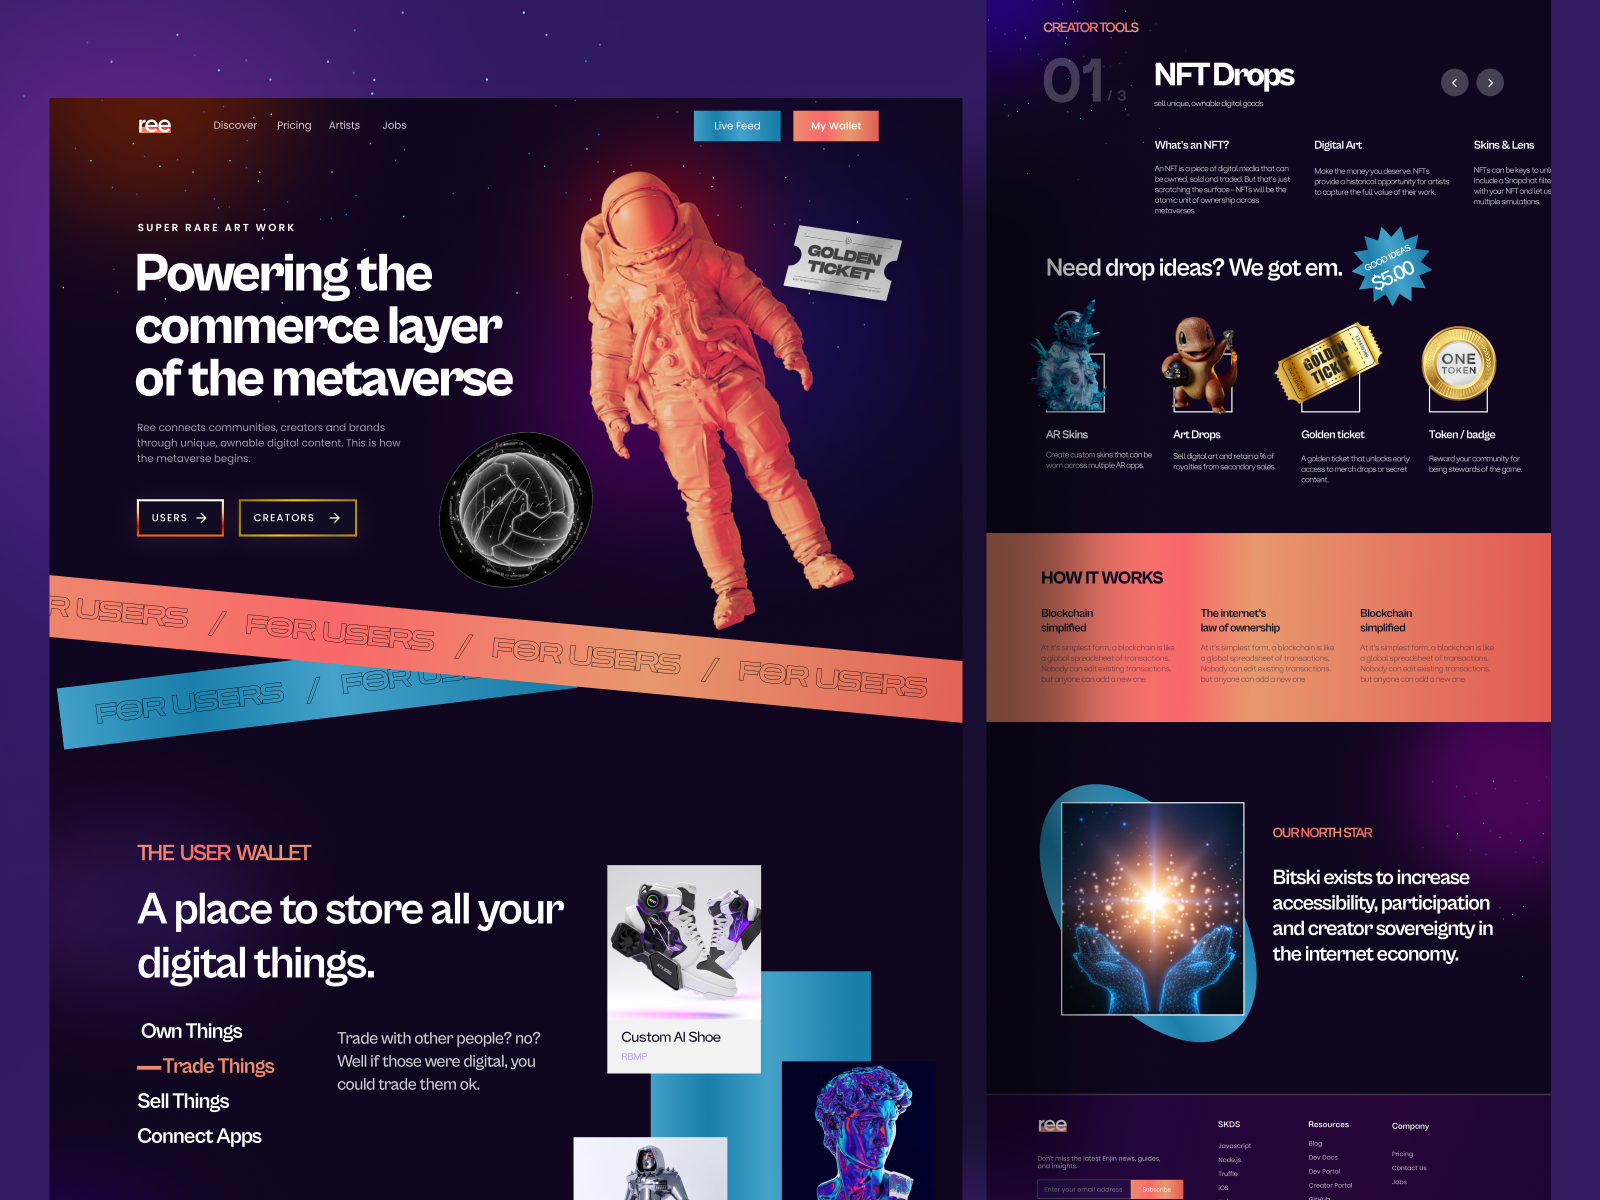 ree
Discover Pricing Artists Jobs
Live Feed
My Wallet
SUPER RARE ART WORK
Powering the
commerce layer
of the metaverse
Ree connects communities, creators and brands
through unique, ownable digital content. This is how
the metaverse begins.
USERS
CREATORS
GOLDEN
TICKET
R USERS / FOR USERS / FOR USERS / FOR USERS
FOR USERS / FOR US
THE USER WALLET
A place to store all your
digital things.
Own Things
Trade Things
Sell Things
Connect Apps
Trade with other people? no?
Well if those were digital, you
could trade them ok.
Custom AI Shoe
RBMP
CREATOR TOOLS
01 / 3
NFT Drops
sell unique, ownable digital goods
What's an NFT?
An NFT is a piece of digital media that can
be owned, sold and traded. But that's just
scratching the surface - NFTs will be the
atomic unit of ownership across
metaverses
Digital Art
Make the money you deserve. NFTs
provide a historical opportunity for artists
to capture the full value of their work.
Skins & Lens
NFTs can be keys to unl
Include a Snapchat filte
with your NFT and let us
multiple simulations.
Need drop ideas? We got em.
GOOD IDEAS
$5.00
GOLDEN
TICKET
ONE
TOKEN
AR Skins
Create custom skins that can be
worn across multiple AR apps.
Art Drops
Sell digital art and retain a % of
royalties from secondary sales.
Golden ticket
A golden ticket that unlocks early
access to merch drops or secret
content.
Token / badge
Reward your community for
being stewards of the game.
HOW IT WORKS
Blockchain
simplified
At it's simplest form, a blockchain is like
a global spreadsheet of transactions.
Nobody can edit existing transactions,
but anyone can add a new one
The internet's
law of ownership
At it's simplest form, a blockchain is like
a global spreadsheet of transactions.
Nobody can edit existing transactions,
but anyone can add a new one
Blockchain
simplified
At it's simplest form, a blockchain is like
a global spreadsheet of transactions.
Nobody can edit existing transactions,
but anyone can add a new one
OUR NORTH STAR
Bitski exists to increase
accessibility, participation
and creator sovereignty in
the internet economy.
ree
Don't miss the latest Enjin news, guides,
and insights.
Enter your email address
Subscribe
SKDS
Javascript
Node.js
Truffle
iOS
Resources
Blog
Dev Docs
Dev Portal
Creator Portal
GitHub
Company
Pricing
Contact Us
Jobs